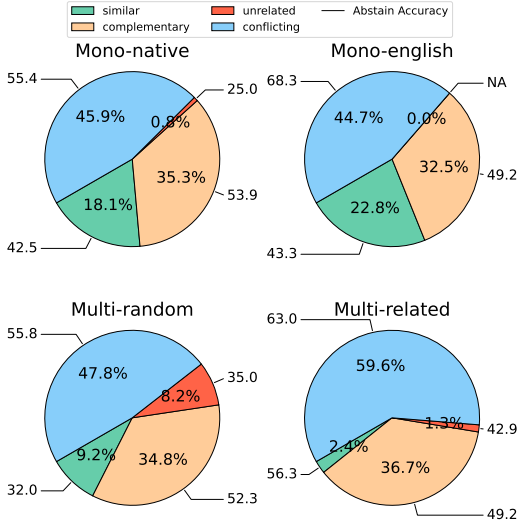 similar unrelated Abstain Accuracy
complementary conflicting
Mono-native Mono-english
55.4 45.9% 0.8% 25.0
35.3% 53.9
18.1% 42.5
68.3 44.7% 0.0% NA
32.5% 49.2
22.8% 43.3
Multi-random Multi-related
55.8 47.8% 8.2% 35.0
9.2% 34.8%
32.0 52.3
63.0 59.6%
1.3% 42.9
2.4% 36.7%
56.3 49.2